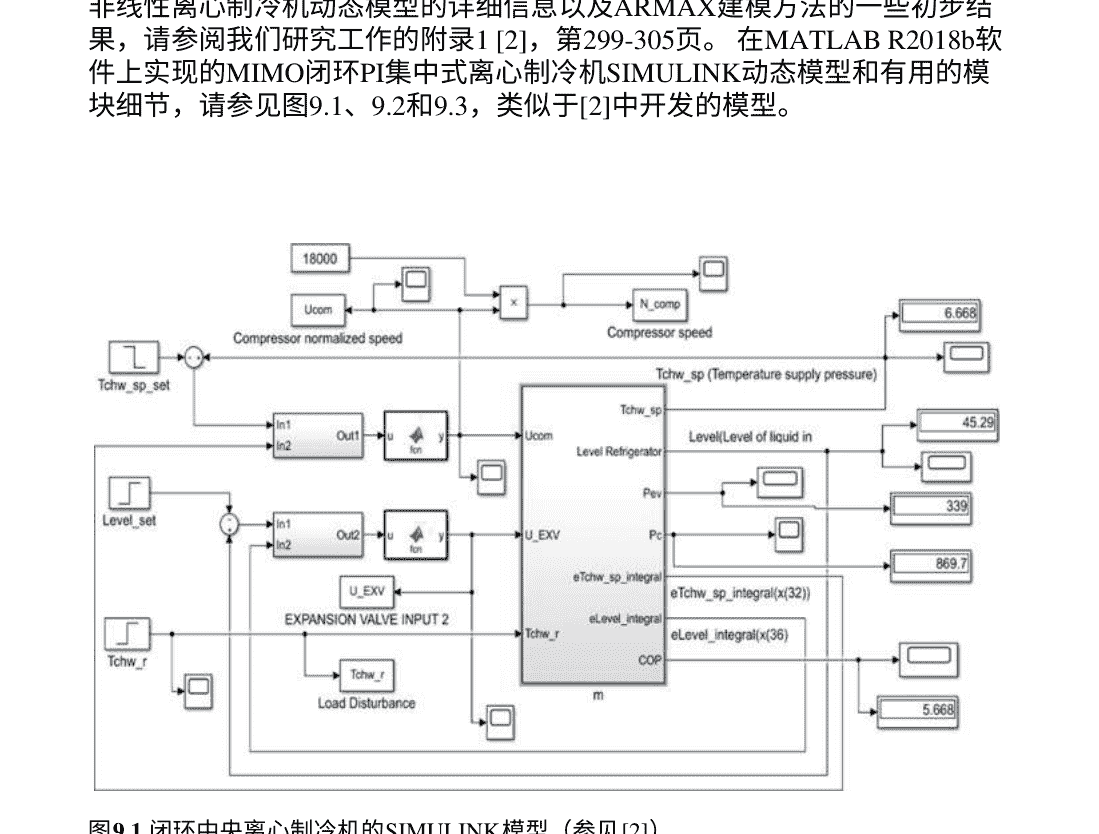 非线性离心制冷机动态模型的详细信息以及ARMAX建模方法的一些初步结
果，请参阅我们研究工作的附录1 [2]，第299-305页。 在MATLAB R2018b软
件上实现的MIMO闭环PI集中式离心制冷机SIMULINK动态模型和有用的模
块细节，请参见图9.1、9.2和9.3，类似于[2]中开发的模型。
18000
Ucom
Compressor normalized speed
×
N_comp
Compressor speed
6.668
Tchw_sp_set
Tchw_sp (Temperature supply pressure)
In1
In2
Out1
u
fcn
y
Ucom
Tchw_sp
Level(Level of liquid in
45.29
Level Refrigerator
Pev
339
Level_set
In1
In2
Out2
u
fcn
y
U_EXV
Pc
869.7
eTchw_sp_integral
eTchw_sp_integral(x(32))
U_EXV
EXPANSION VALVE INPUT 2
eLevel_integral
eLevel_integral(x(36)
Tchw_r
Tchw_r
COP
Tchw_r
Load Disturbance
m
5.668
图9.1 闭环中央离心制冷机的SIMULINK模型（参见[2]）